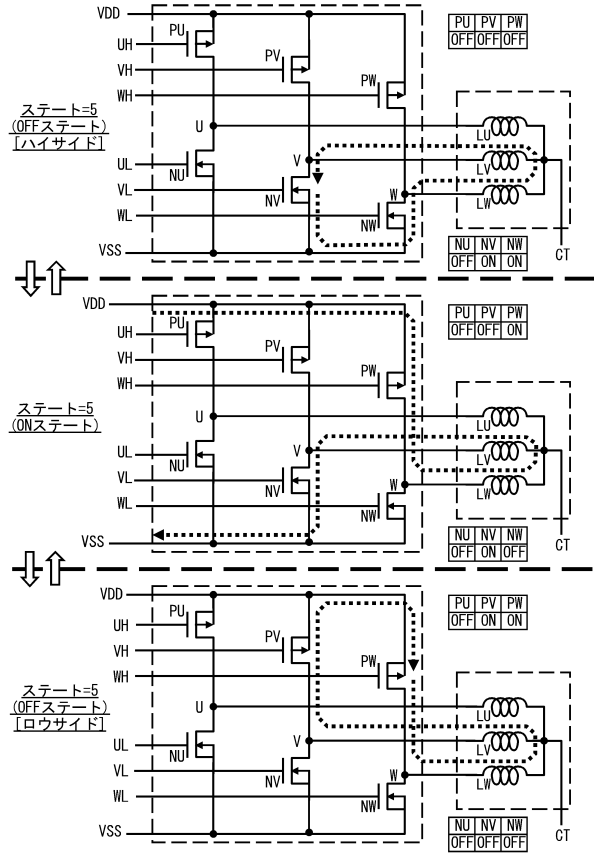 VDD
PU PV PW
OFF OFF OFF
PU
UH
PV
VH
PW
WH
ステート=5
(OFFステート)
[ハイサイド]
U
LU
UL
NU
V
LV
VL
NV
W
LW
WL
NW
VSS
NU NV NW
OFF ON ON
CT
VDD
PU PV PW
OFF OFF ON
PU
UH
PV
VH
PW
WH
ステート=5
(ONステート)
U
LU
UL
NU
V
LV
VL
NV
W
LW
WL
NW
VSS
NU NV NW
OFF ON OFF
CT
VDD
PU PV PW
OFF ON ON
PU
UH
PV
VH
PW
WH
ステート=5
(OFFステート)
[ロウサイド]
U
LU
UL
NU
V
LV
VL
NV
W
LW
WL
NW
VSS
NU NV NW
OFF OFF OFF
CT